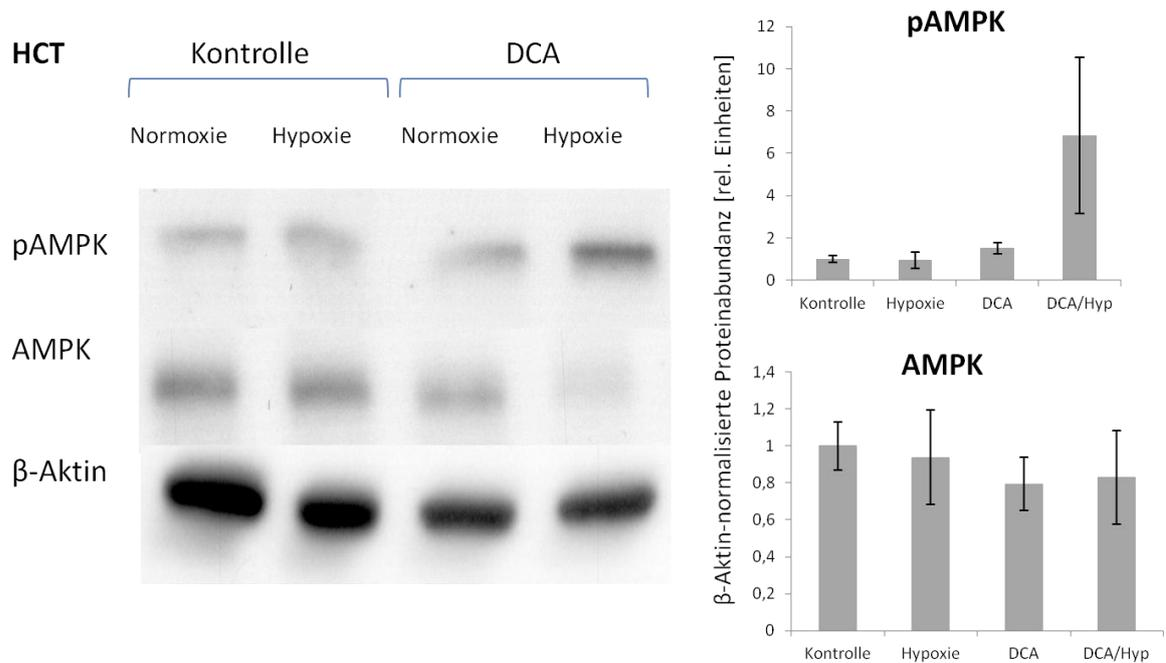 HCT
Kontrolle
DCA
Normoxie
Hypoxie
Normoxie
Hypoxie
pAMPK
AMPK
β-Aktin
β-Aktin-normalisierte Proteinabundanz [rel. Einheiten]
pAMPK
12
10
8
6
4
2
0
Kontrolle
Hypoxie
DCA
DCA/Hyp
AMPK
1,4
1,2
1
0,8
0,6
0,4
0,2
0
Kontrolle
Hypoxie
DCA
DCA/Hyp